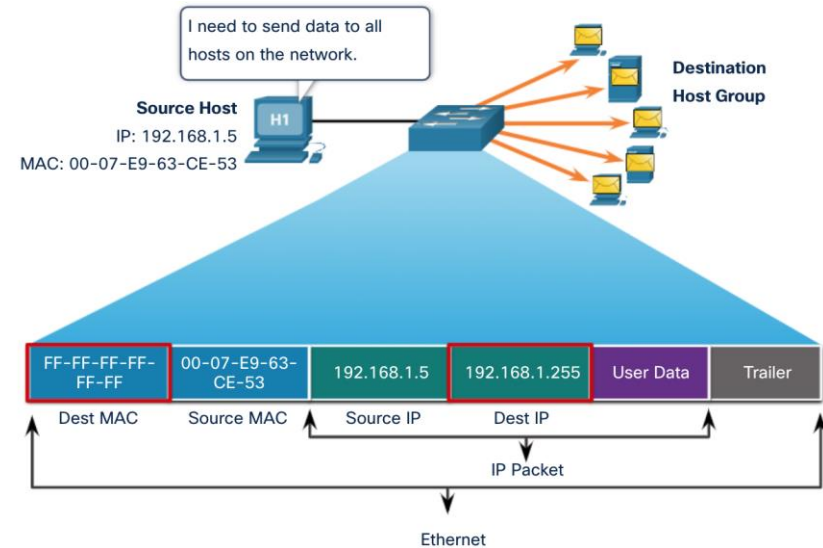 I need to send data to all
hosts on the network.
Destination
Host Group
Source Host
IP: 192.168.1.5
MAC: 00-07-E9-63-CE-53
H1
FF-FF-FF-FF-
FF-FF
00-07-E9-63-
CE-53
192.168.1.5
192.168.1.255
User Data
Trailer
Dest MAC
Source MAC
Source IP
Dest IP
IP Packet
Ethernet